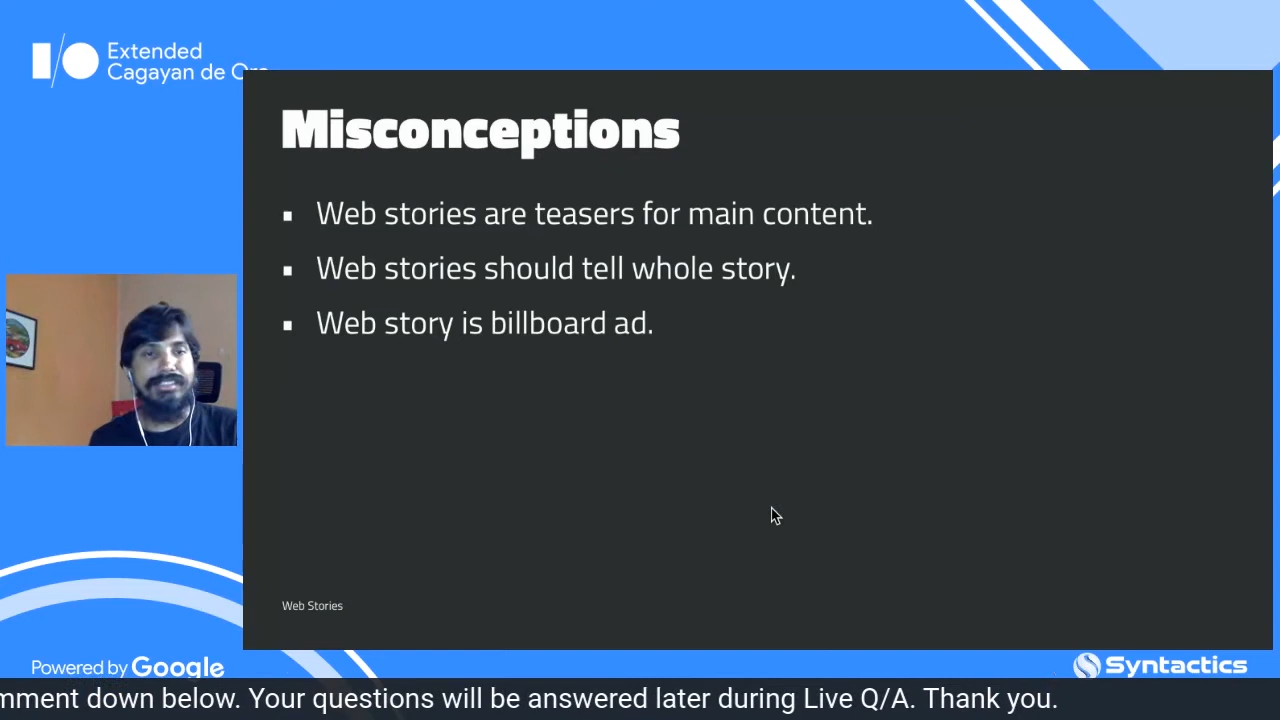 I/O Extended
Cagayan de
Misconceptions
▪ Web stories are teasers for main content.
▪ Web stories should tell whole story.
▪ Web story is billboard ad.
Web Stories
Powered by Google
Syntactics
down below. Your questions will be answered later during Live Q/A. Thank you.